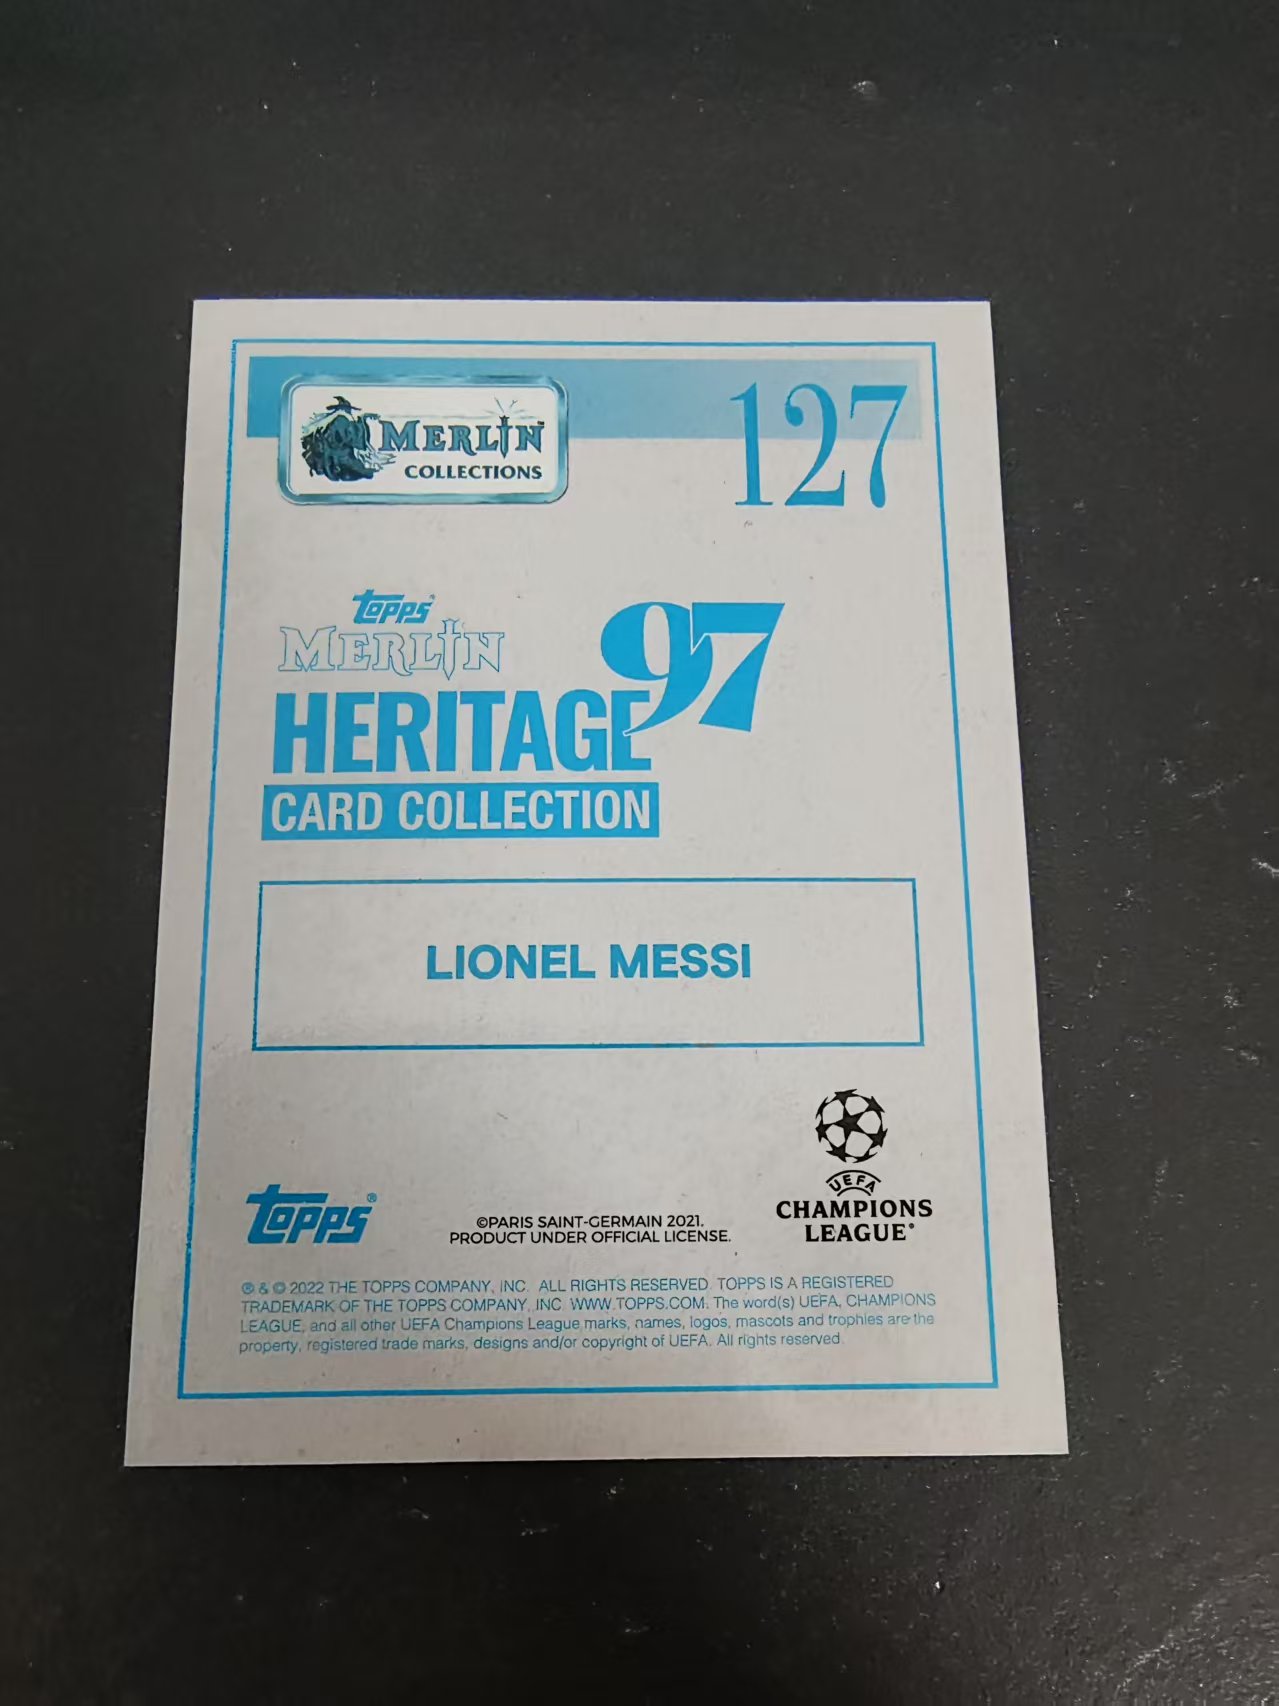 MERLIN™
COLLECTIONS
127
TOPPS®
MERLIN
HERITAGE 97
CARD COLLECTION
LIONEL MESSI
TOPPS®
©PARIS SAINT-GERMAIN 2021.
PRODUCT UNDER OFFICIAL LICENSE.
UEFA
CHAMPIONS
LEAGUE®
® & © 2022 THE TOPPS COMPANY, INC. ALL RIGHTS RESERVED. TOPPS IS A REGISTERED
TRADEMARK OF THE TOPPS COMPANY, INC. WWW.TOPPS.COM. The word(s) UEFA, CHAMPIONS
LEAGUE, and all other UEFA Champions League marks, names, logos, mascots and trophies are the
property, registered trade marks, designs and/or copyright of UEFA. All rights reserved.